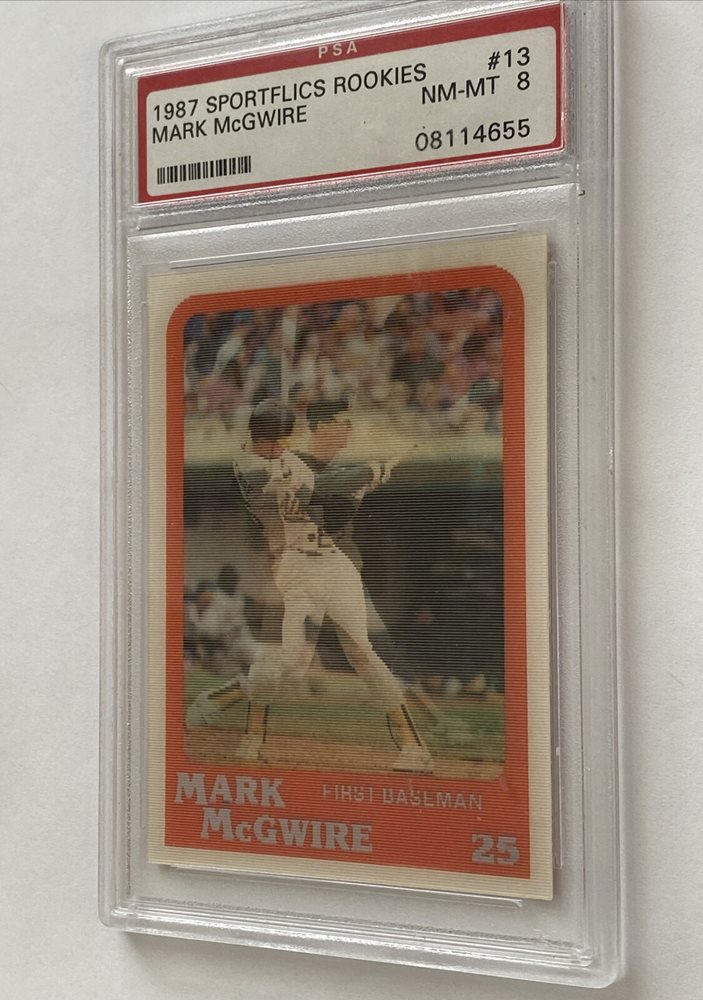 PSA
1987 SPORTFLICS ROOKIES #13
MARK McGWIRE NM-MT 8
08114655
MARK FIRST BASEMAN
McGWIRE 25